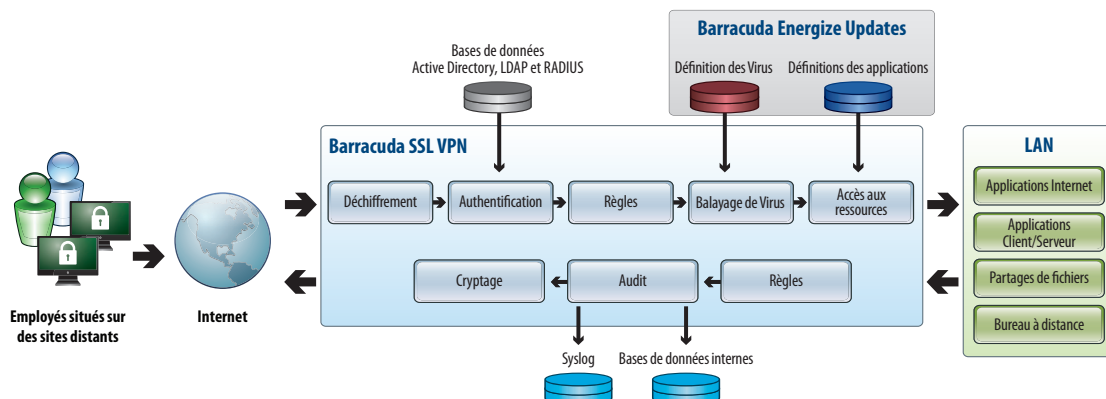 Barracuda Energize Updates
Bases de données
Active Directory, LDAP et RADIUS
Définition des Virus
Définitions des applications
Barracuda SSL VPN
LAN
Déchiffrement
Authentification
Règles
Balayage de Virus
Accès aux
ressources
Applications Internet
Applications
Client/Serveur
Partages de fichiers
Bureau à distance
Cryptage
Audit
Règles
Employés situés sur
des sites distants
Internet
Syslog
Bases de données internes